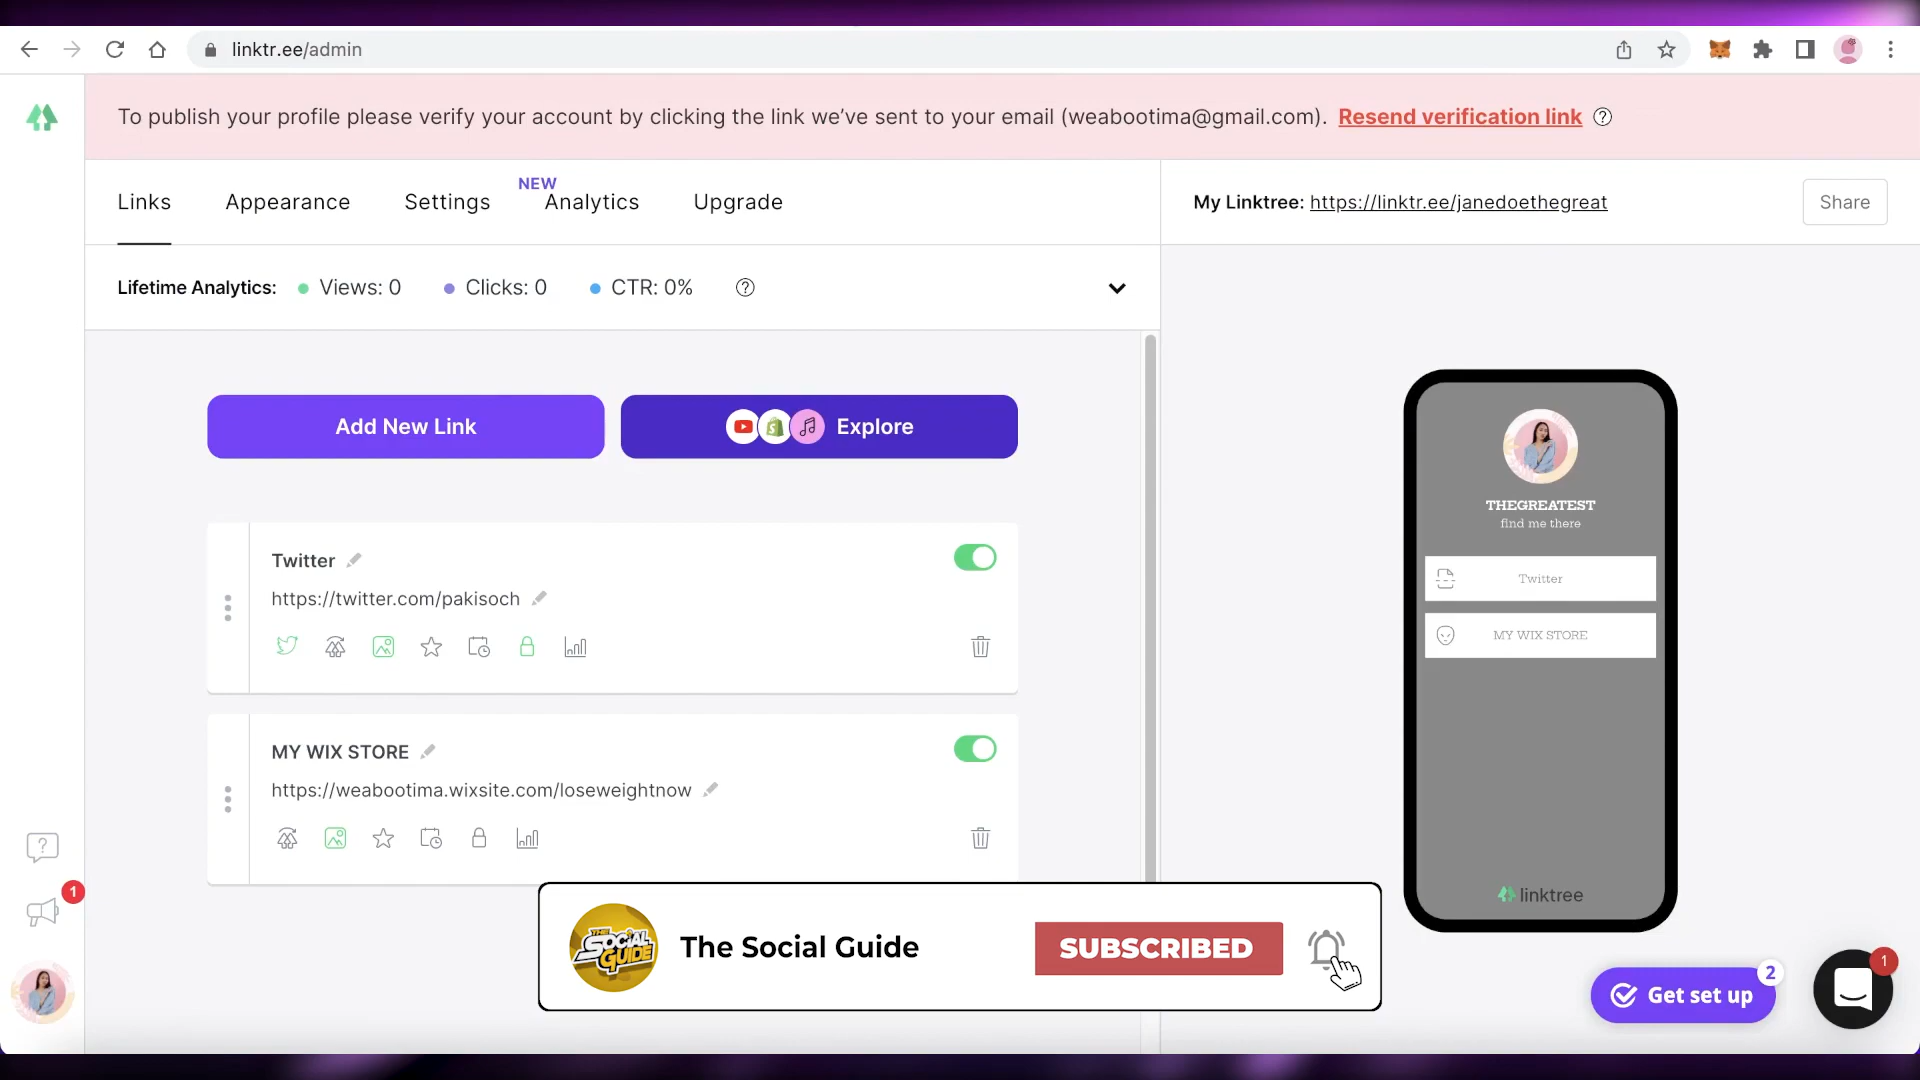 linktr.ee/admin
To publish your profile please verify your account by clicking the link we've sent to your email (weabootima@gmail.com). Resend verification link
Links Appearance Settings NEW Analytics Upgrade
My Linktree: https://linktr.ee/janedoethegreat Share
Lifetime Analytics: Views: 0 Clicks: 0 CTR: 0%
Add New Link
Explore
Twitter
https://twitter.com/pakisoch
MY WIX STORE
https://weabootima.wixsite.com/loseweightnow
THEGREATEST
find me there
Twitter
MY WIX STORE
linktree
1
THE SOCIAL GUIDE
The Social Guide
SUBSCRIBED
Get set up
2
1